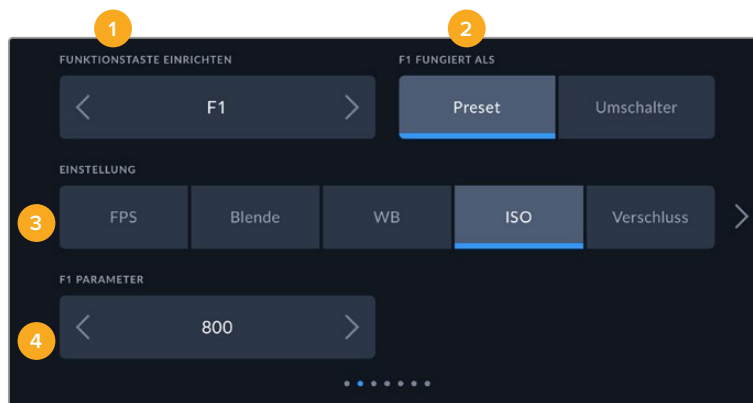 1 2
FUNKTIONSTASTE EINRICHTEN F1 FUNGIERT ALS
F1 Preset Umschalter
EINSTELLUNG
3 FPS Blende WB ISO Verschluss
F1 PARAMETER
4 800